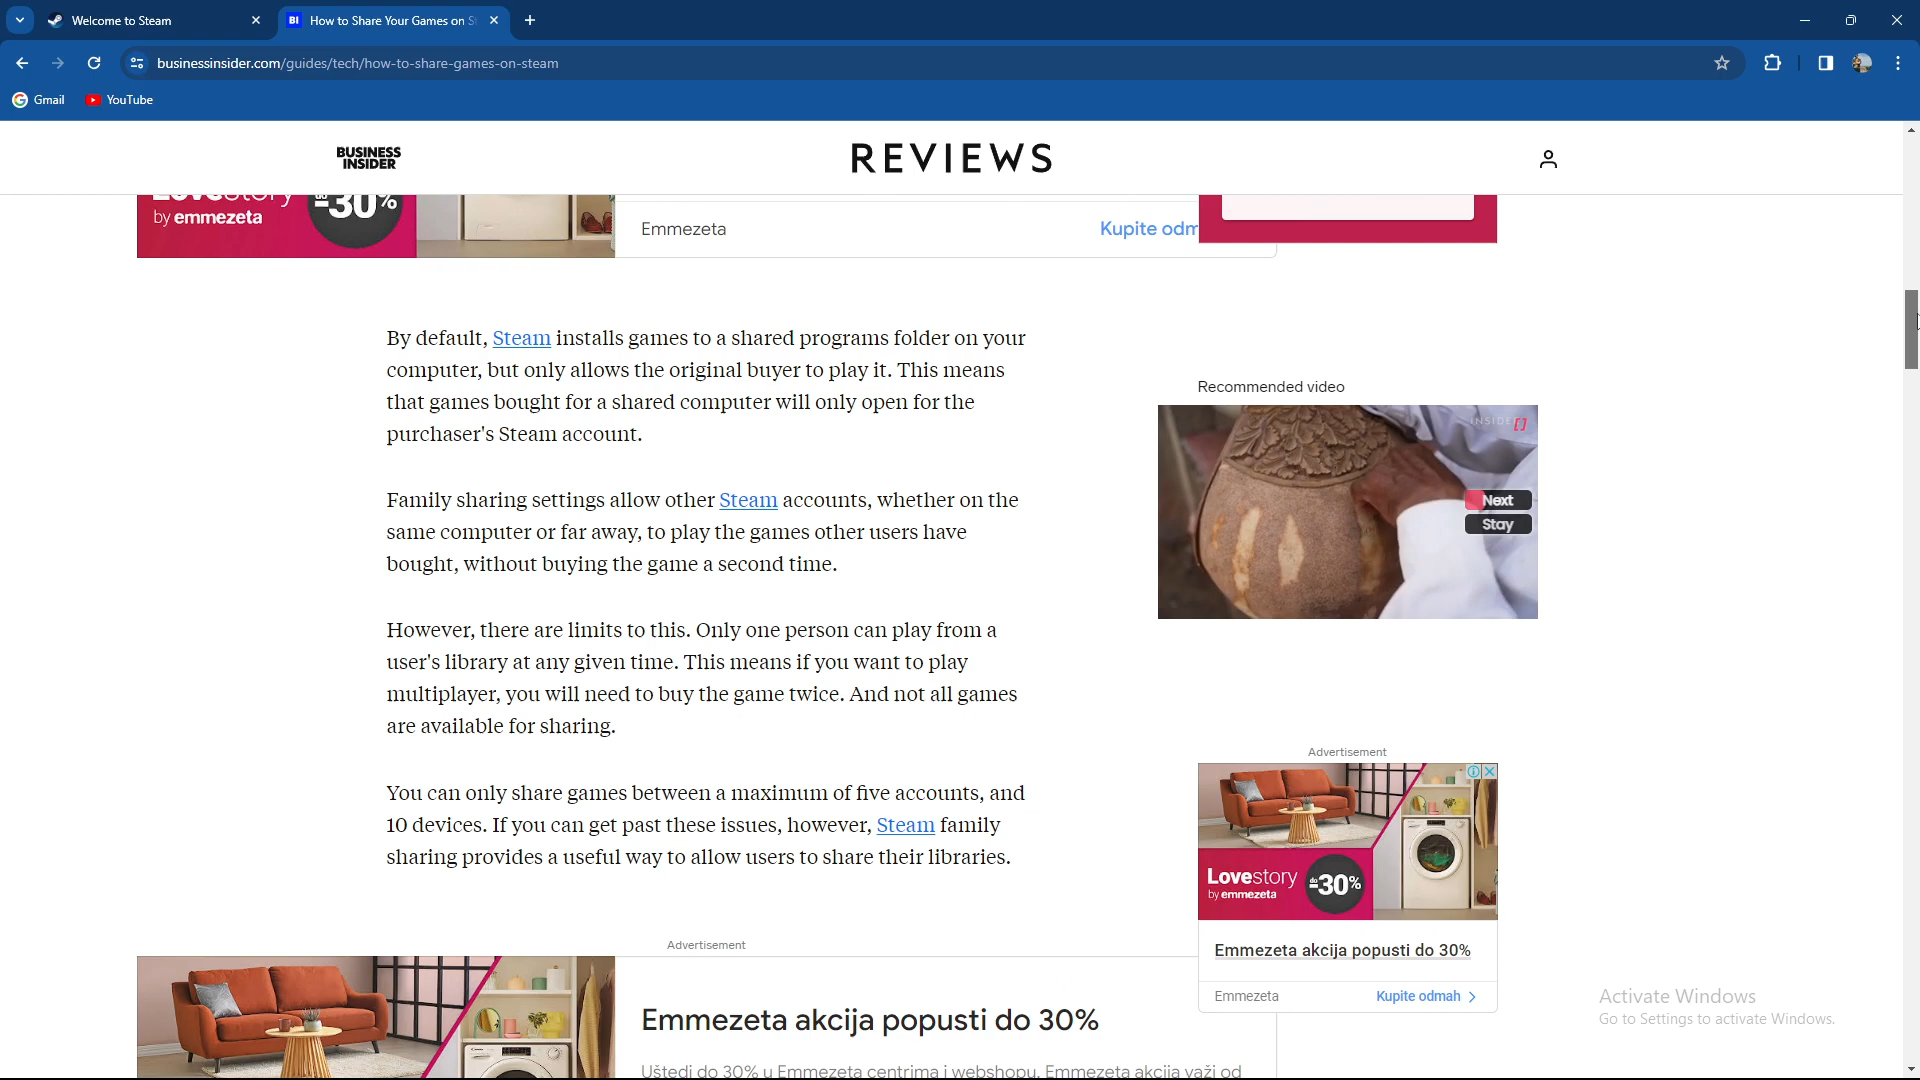 Welcome to Steam
BI How to Share Your Games on S
businessinsider.com/guides/tech/how-to-share-games-on-steam
Gmail
YouTube
BUSINESS
INSIDER
REVIEWS
Lovestory
by emmezeta
-30%
Emmezeta
Kupite odm
By default, Steam installs games to a shared programs folder on your
computer, but only allows the original buyer to play it. This means
that games bought for a shared computer will only open for the
purchaser's Steam account.
Family sharing settings allow other Steam accounts, whether on the
same computer or far away, to play the games other users have
bought, without buying the game a second time.
However, there are limits to this. Only one person can play from a
user's library at any given time. This means if you want to play
multiplayer, you will need to buy the game twice. And not all games
are available for sharing.
You can only share games between a maximum of five accounts, and
10 devices. If you can get past these issues, however, Steam family
sharing provides a useful way to allow users to share their libraries.
Recommended video
INSIDER
Next
Stay
Advertisement
Lovestory
by emmezeta
do -30%
Emmezeta akcija popusti do 30%
Emmezeta
Kupite odmah
Advertisement
Emmezeta akcija popusti do 30%
Uštedi do 30% u Emmezeta centrima i webshopu. Emmezeta akcija važi od
Activate Windows
Go to Settings to activate Windows.